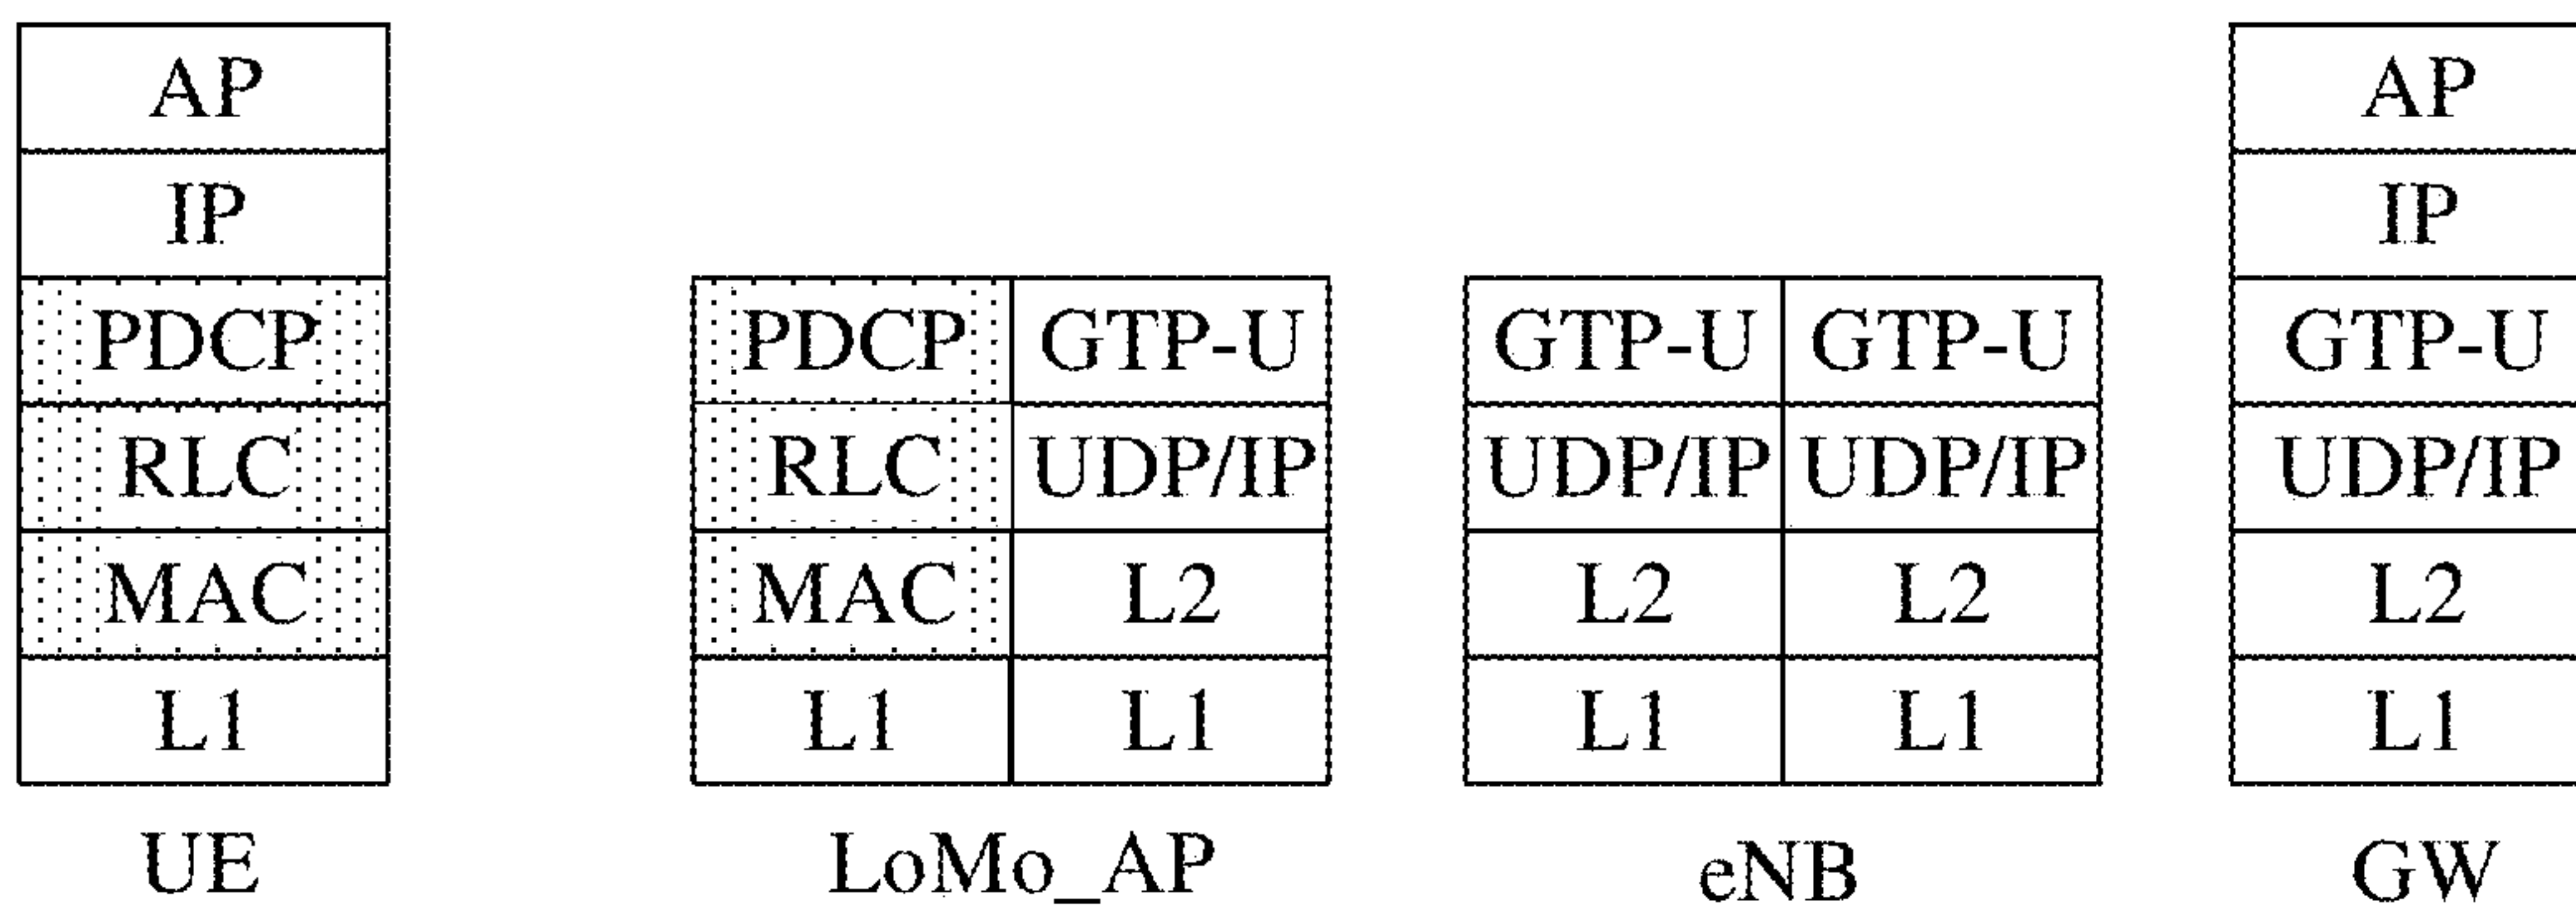 AP
IP
PDCP
RLC
MAC
L1
UE
PDCP GTP-U
RLC UDP/IP
MAC L2
L1 L1
LoMo_AP
GTP-U GTP-U
UDP/IP UDP/IP
L2 L2
L1 L1
eNB
AP
IP
GTP-U
UDP/IP
L2
L1
GW